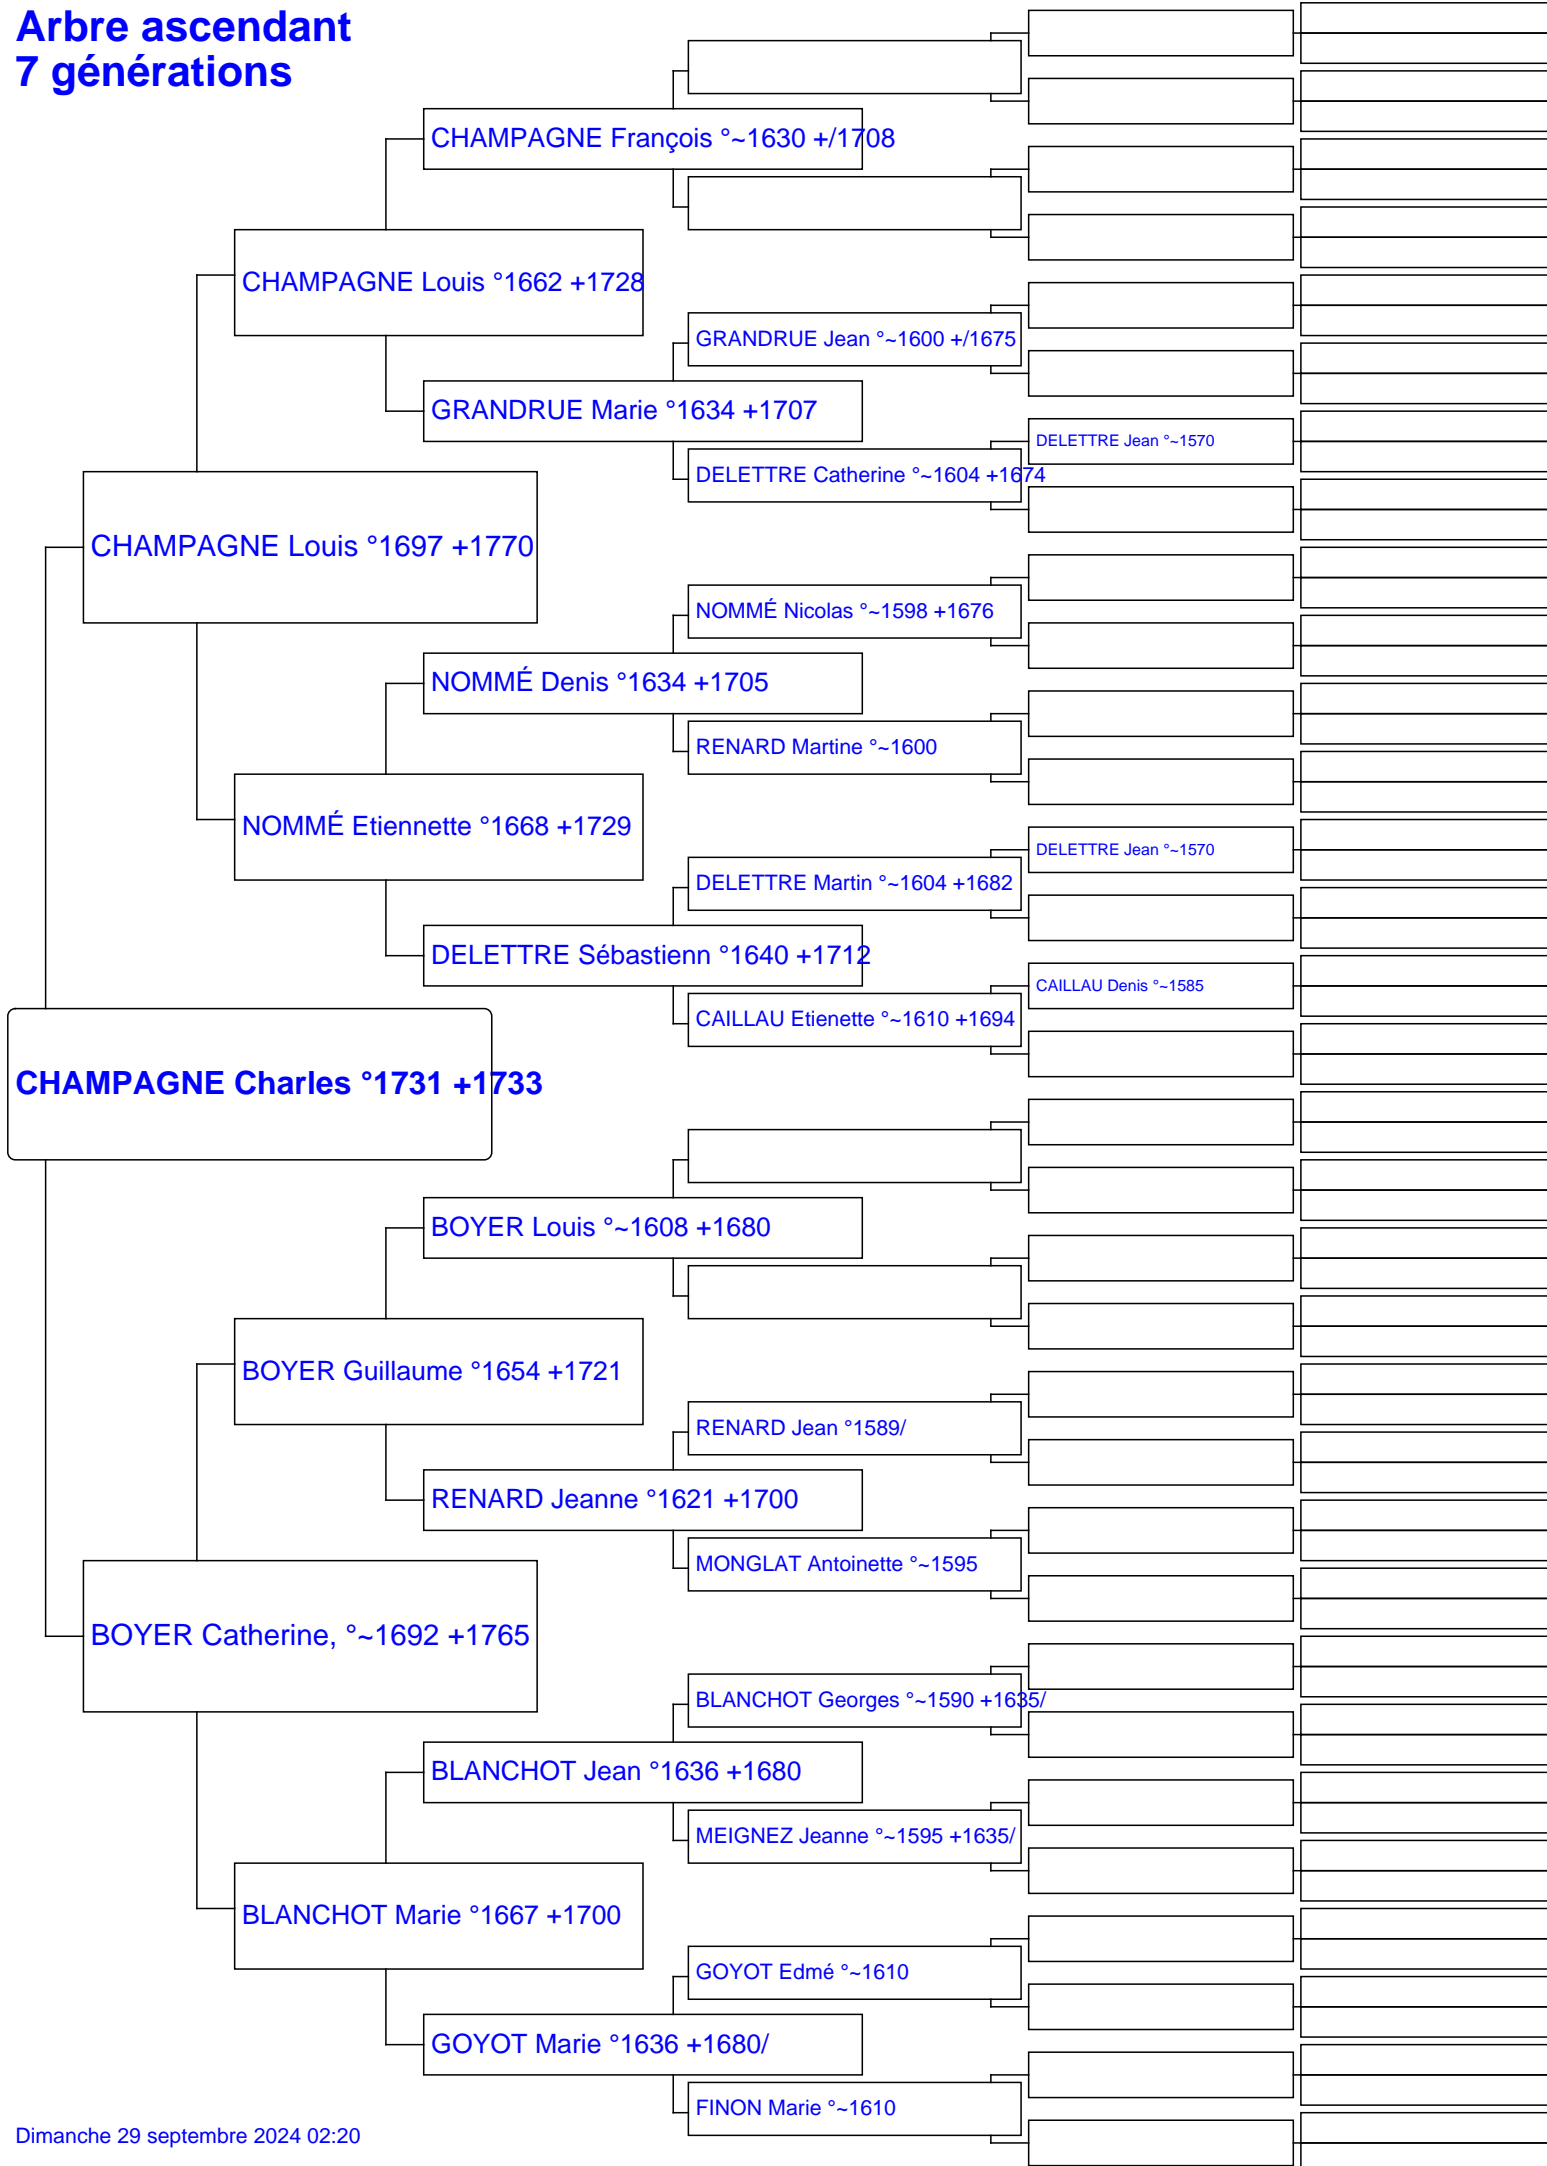 Arbre ascendant
7 générations
CHAMPAGNE François °~1630 +/1708
CHAMPAGNE Louis °1662 +1728
GRANDRUE Jean °~1600 +/1675
GRANDRUE Marie °1634 +1707
DELETTRE Jean °~1570
DELETTRE Catherine °~1604 +1674
CHAMPAGNE Louis °1697 +1770
NOMMÉ Nicolas °~1598 +1676
NOMMÉ Denis °1634 +1705
RENARD Martine °~1600
NOMMÉ Etiennette °1668 +1729
DELETTRE Jean °~1570
DELETTRE Martin °~1604 +1682
DELETTRE Sébastienn °1640 +1712
CAILLAU Denis °~1585
CAILLAU Etienette °~1610 +1694
CHAMPAGNE Charles °1731 +1733
BOYER Louis °~1608 +1680
BOYER Guillaume °1654 +1721
RENARD Jean °1589/
RENARD Jeanne °1621 +1700
MONGLAT Antoinette °~1595
BOYER Catherine, °~1692 +1765
BLANCHOT Georges °~1590 +1635/
BLANCHOT Jean °1636 +1680
MEIGNEZ Jeanne °~1595 +1635/
BLANCHOT Marie °1667 +1700
GOYOT Edmé °~1610
GOYOT Marie °1636 +1680/
FINON Marie °~1610
Dimanche 29 septembre 2024 02:20